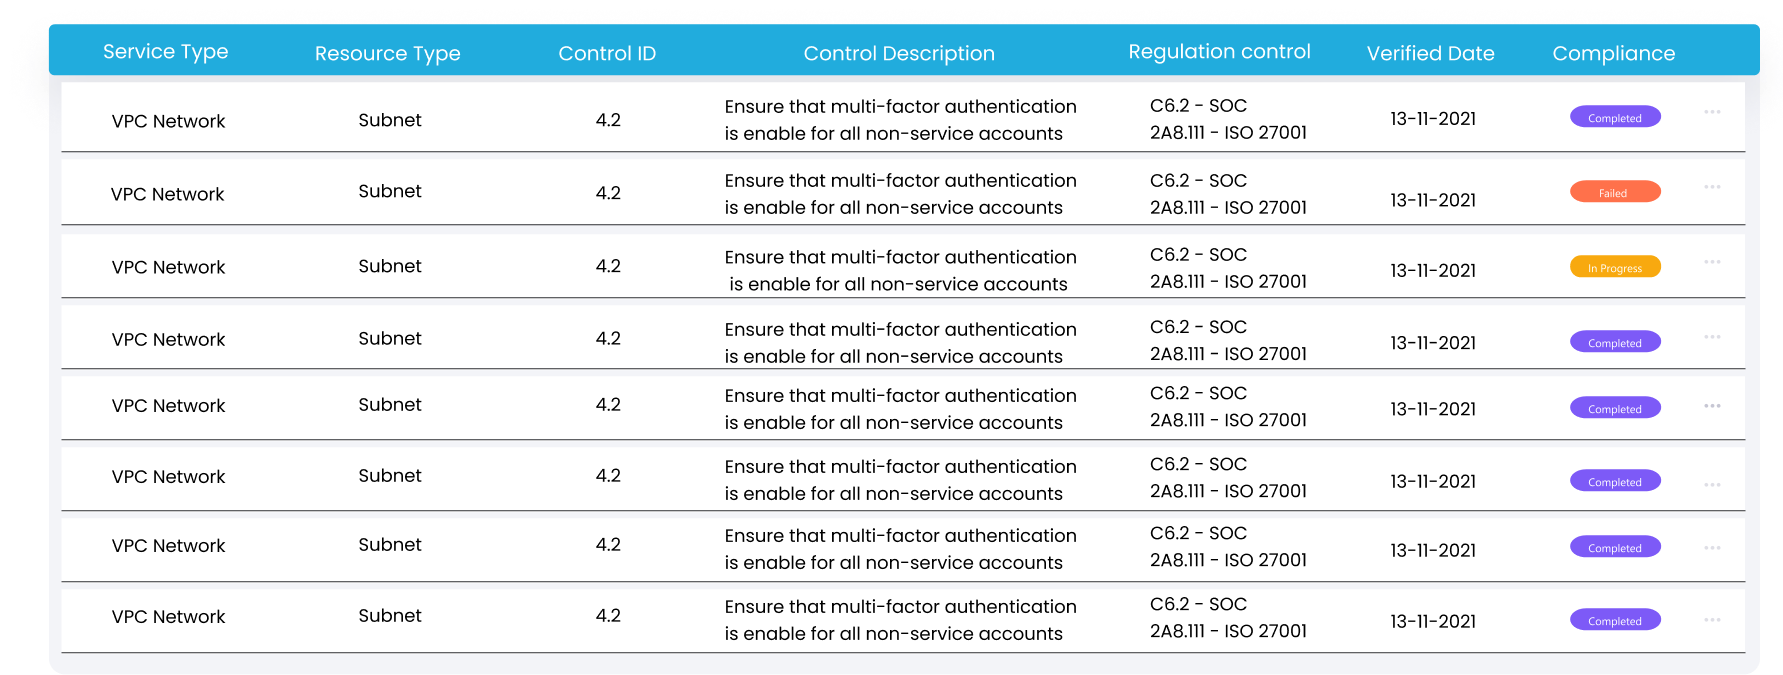 Service Type Resource Type Control ID Control Description Regulation control Verified Date Compliance
VPC Network Subnet 4.2 Ensure that multi-factor authentication C6.2 - SOC 13-11-2021 Completed
is enable for all non-service accounts 2A8.111 - ISO 27001
VPC Network Subnet 4.2 Ensure that multi-factor authentication C6.2 - SOC 13-11-2021 Failed
is enable for all non-service accounts 2A8.111 - ISO 27001
VPC Network Subnet 4.2 Ensure that multi-factor authentication C6.2 - SOC 13-11-2021 In Progress
is enable for all non-service accounts 2A8.111 - ISO 27001
VPC Network Subnet 4.2 Ensure that multi-factor authentication C6.2 - SOC 13-11-2021 Completed
is enable for all non-service accounts 2A8.111 - ISO 27001
VPC Network Subnet 4.2 Ensure that multi-factor authentication C6.2 - SOC 13-11-2021 Completed
is enable for all non-service accounts 2A8.111 - ISO 27001
VPC Network Subnet 4.2 Ensure that multi-factor authentication C6.2 - SOC 13-11-2021 Completed
is enable for all non-service accounts 2A8.111 - ISO 27001
VPC Network Subnet 4.2 Ensure that multi-factor authentication C6.2 - SOC 13-11-2021 Completed
is enable for all non-service accounts 2A8.111 - ISO 27001
VPC Network Subnet 4.2 Ensure that multi-factor authentication C6.2 - SOC 13-11-2021 Completed
is enable for all non-service accounts 2A8.111 - ISO 27001